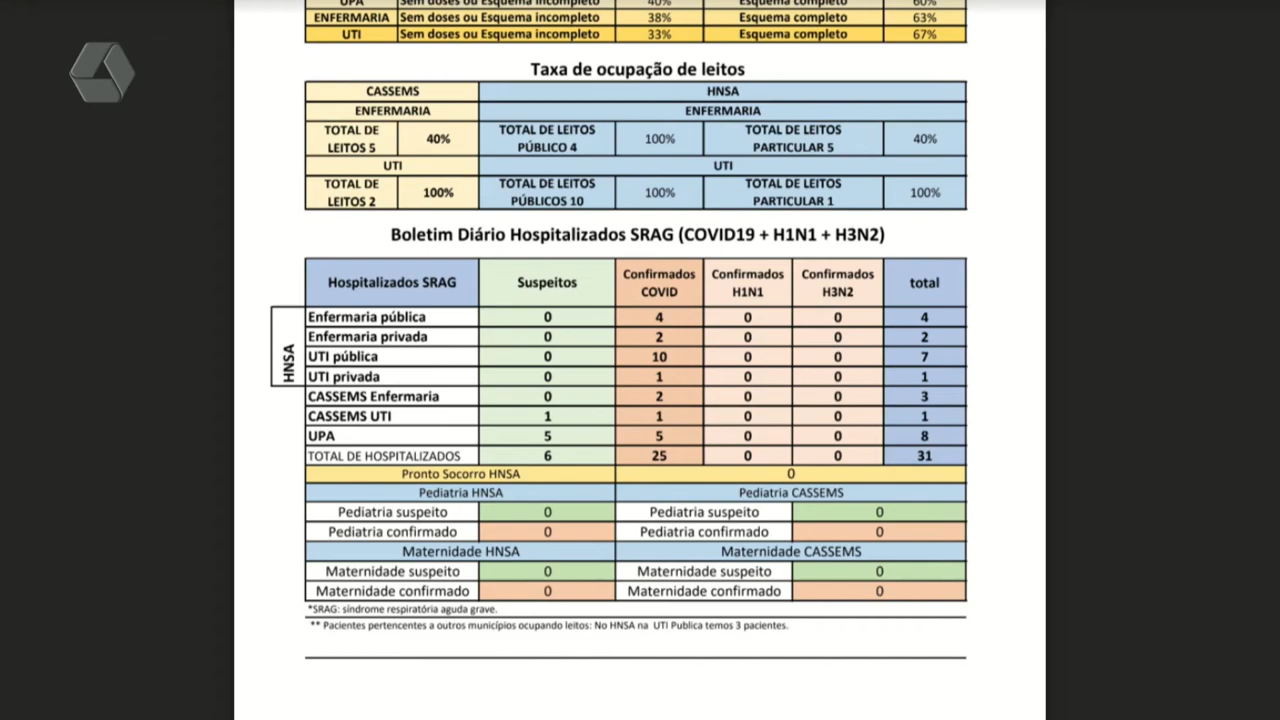 UPA Sem doses ou Esquema incompleto 40% Esquema completo 60%
ENFERMARIA Sem doses ou Esquema incompleto 38% Esquema completo 63%
UTI Sem doses ou Esquema incompleto 33% Esquema completo 67%
Taxa de ocupação de leitos
CASSEMS HNSA
ENFERMARIA ENFERMARIA
TOTAL DE LEITOS 5 40% TOTAL DE LEITOS PÚBLICO 4 100% TOTAL DE LEITOS PARTICULAR 5 40%
UTI UTI
TOTAL DE LEITOS 2 100% TOTAL DE LEITOS PÚBLICOS 10 100% TOTAL DE LEITOS PARTICULAR 1 100%
Boletim Diário Hospitalizados SRAG (COVID19 + H1N1 + H3N2)
Hospitalizados SRAG Suspeitos Confirmados COVID Confirmados H1N1 Confirmados H3N2 total
HNSA
Enfermaria pública 0 4 0 0 4
Enfermaria privada 0 2 0 0 2
UTI pública 0 10 0 0 7
UTI privada 0 1 0 0 1
CASSEMS Enfermaria 0 2 0 0 3
CASSEMS UTI 1 1 0 0 1
UPA 5 5 0 0 8
TOTAL DE HOSPITALIZADOS 6 25 0 0 31
Pronto Socorro HNSA 0
Pediatria HNSA Pediatria CASSEMS
Pediatria suspeito 0 Pediatria suspeito 0
Pediatria confirmado 0 Pediatria confirmado 0
Maternidade HNSA Maternidade CASSEMS
Maternidade suspeito 0 Maternidade suspeito 0
Maternidade confirmado 0 Maternidade confirmado 0
*SRAG: síndrome respiratória aguda grave.
** Pacientes pertencentes a outros municípios ocupando leitos: No HNSA na UTI Publica temos 3 pacientes.